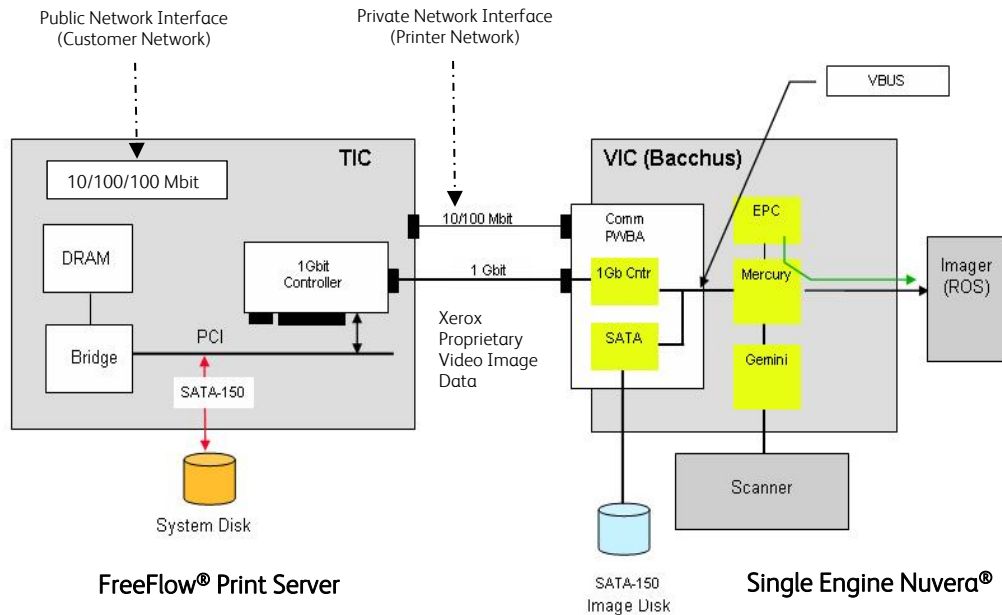 Public Network Interface
(Customer Network)
Private Network Interface
(Printer Network)
VBUS
TIC
10/100/100 Mbit
DRAM
Bridge
1Gbit
Controller
PCI
SATA-150
System Disk
10/100 Mbit
1 Gbit
Xerox
Proprietary
Video Image
Data
VIC (Bacchus)
Comm
PWBA
1Gb Cntr
SATA
EPC
Mercury
Gemini
Imager
(ROS)
Scanner
SATA-150
Image Disk
FreeFlow® Print Server
Single Engine Nuvera®